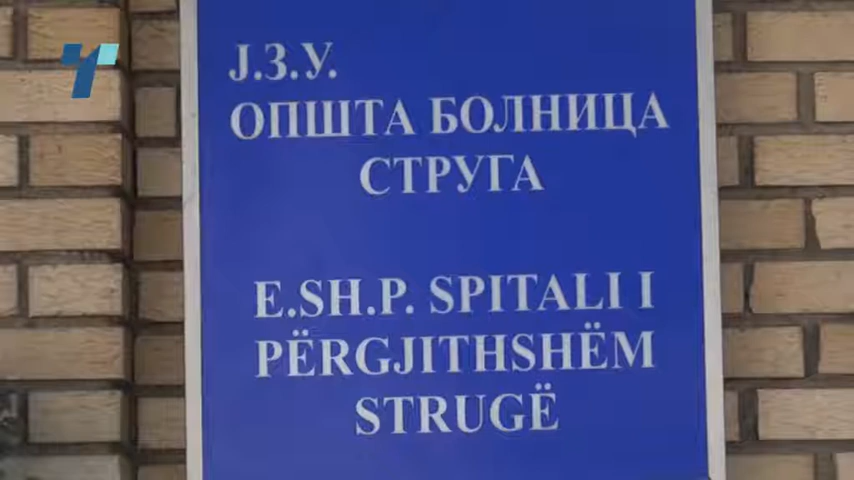 Ј.З.У.
ОПШТА БОЛНИЦА
СТРУГА
E.SH.P. SPITALI I
PËRGJITHSHËM
STRUGË